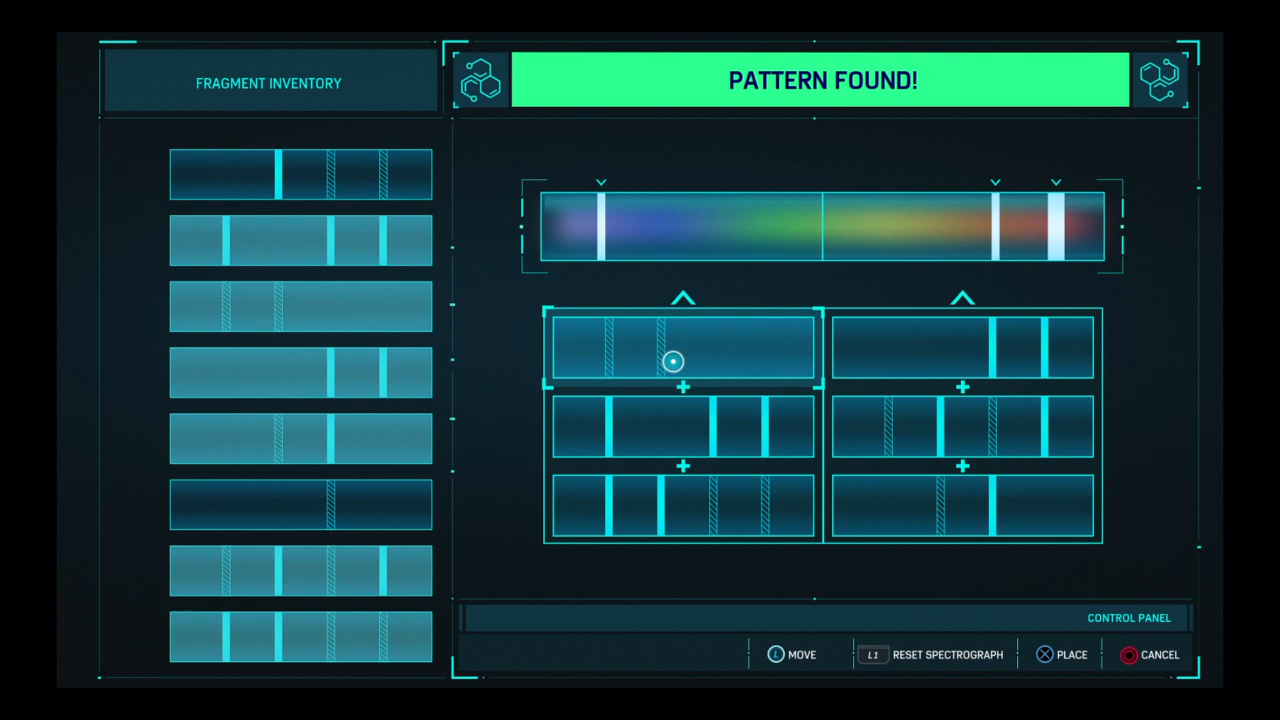 FRAGMENT INVENTORY
PATTERN FOUND!
CONTROL PANEL
L MOVE
L1 RESET SPECTROGRAPH
PLACE
CANCEL